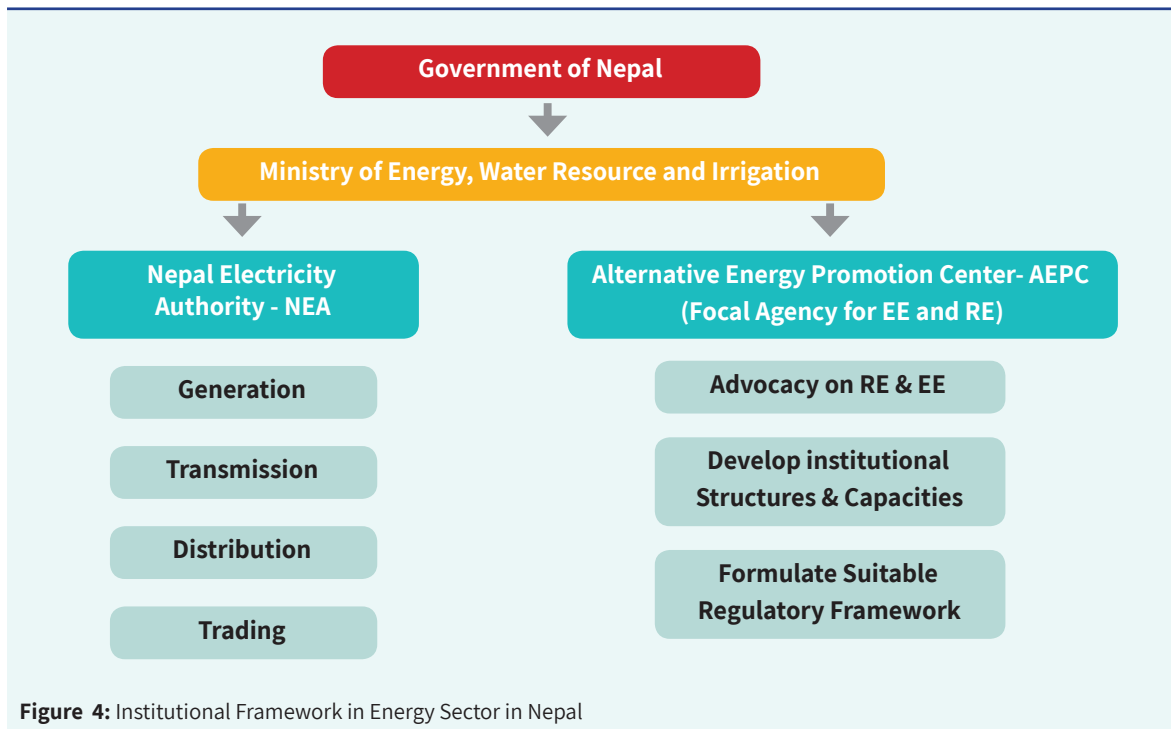 Government of Nepal
Ministry of Energy, Water Resource and Irrigation
Nepal Electricity
Authority - NEA
Generation
Transmission
Distribution
Trading
Alternative Energy Promotion Center- AEPC
(Focal Agency for EE and RE)
Advocacy on RE & EE
Develop institutional
Structures & Capacities
Formulate Suitable
Regulatory Framework
Figure 4: Institutional Framework in Energy Sector in Nepal